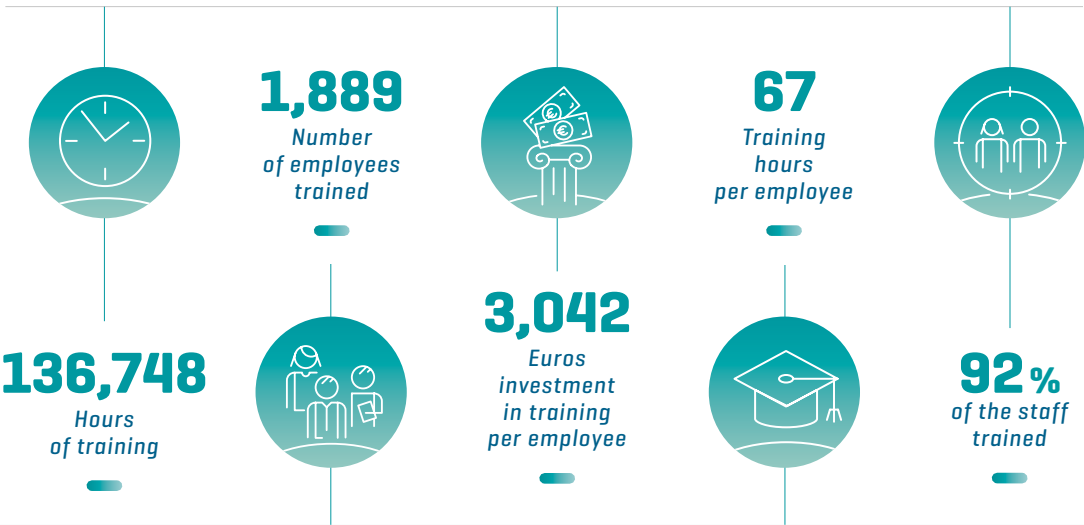 136,748
Hours
of training
1,889
Number
of employees
trained
3,042
Euros
investment
in training
per employee
67
Training
hours
per employee
92%
of the staff
trained